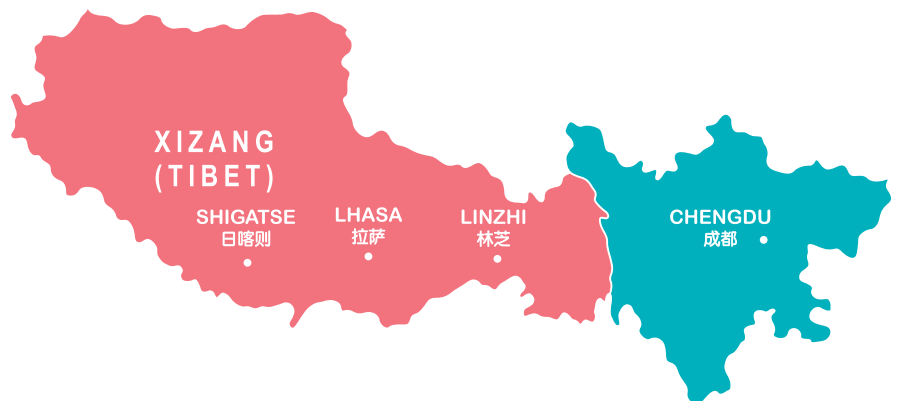 XIZANG
(TIBET)
SHIGATSE
日喀则
LHASA
拉萨
LINZHI
林芝
CHENGDU
成都